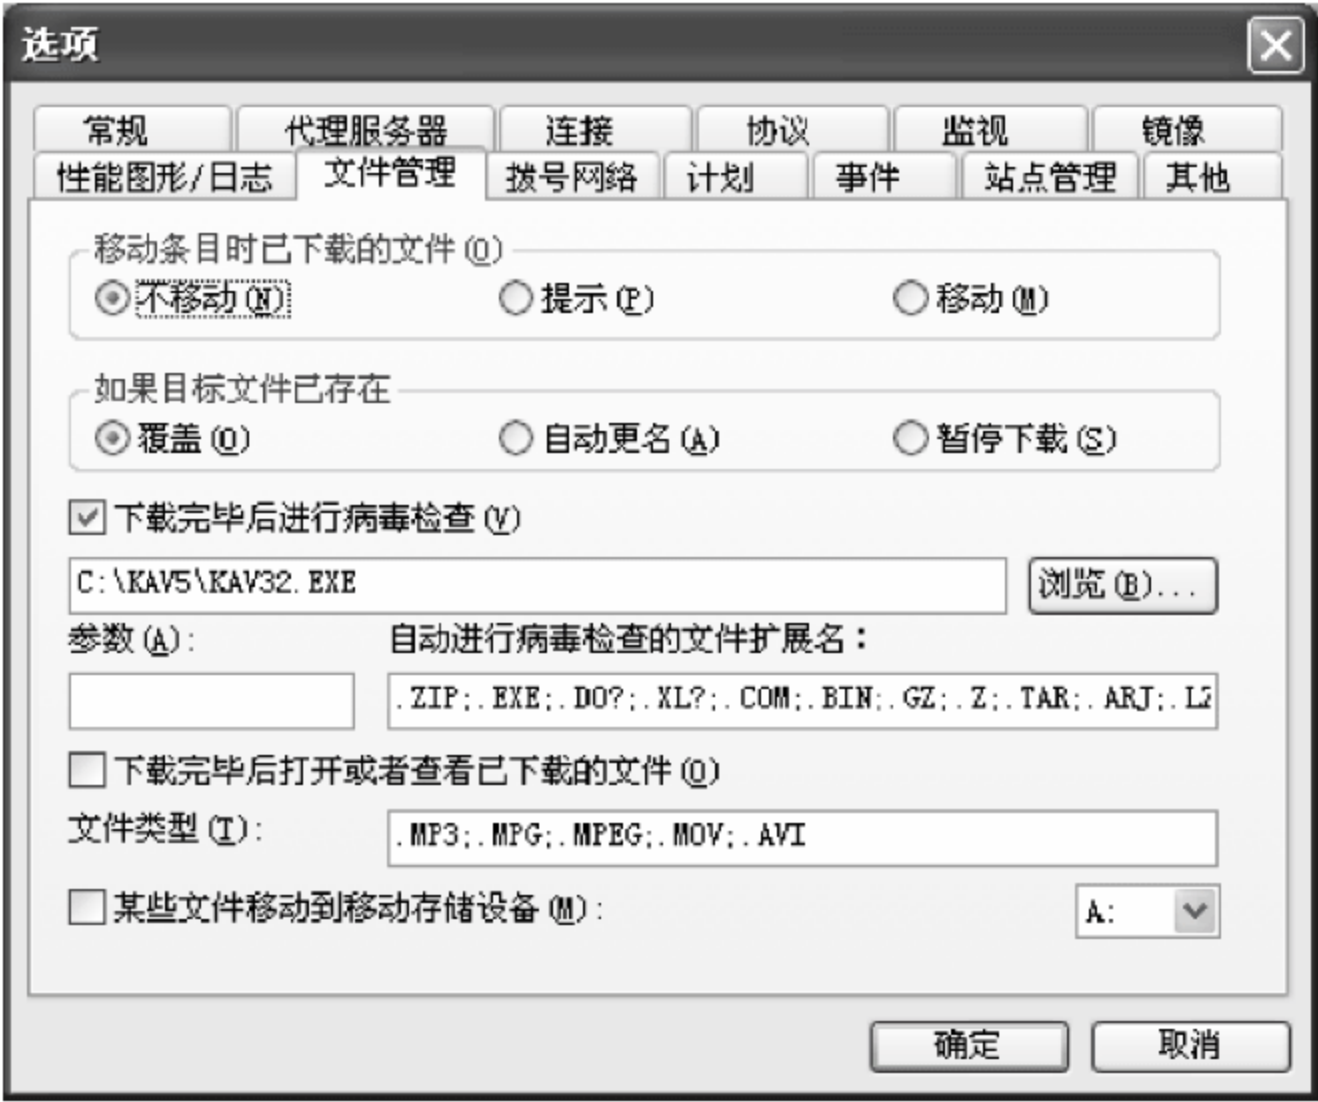 选项
常规 代理服务器 连接 协议 监视 镜像
性能图形/日志 文件管理 拨号网络 计划 事件 站点管理 其他
移动条目时已下载的文件(O)
不移动(N) 提示(P) 移动(M)
如果目标文件已存在
覆盖(O) 自动更名(A) 暂停下载(S)
下载完毕后进行病毒检查(V)
C:\KAV5\KAV32.EXE 浏览(B)...
参数(A): 自动进行病毒检查的文件扩展名：
.ZIP;.EXE;.DO?;.XL?;.COM;.BIN;.GZ;.Z;.TAR;.ARJ;
下载完毕后打开或者查看已下载的文件(O)
文件类型(T): .MP3;.MPG;.MPEG;.MOV;.AVI
某些文件移动到移动存储设备(M): A:
确定 取消